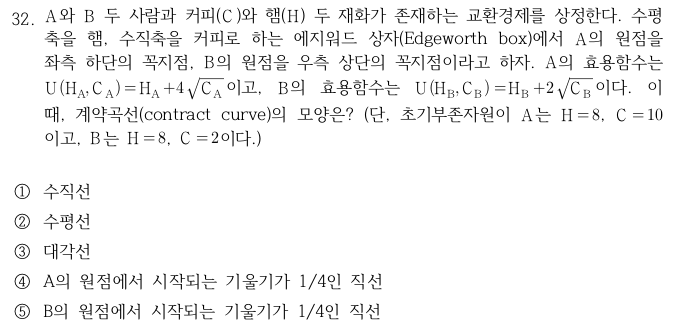 32. A와 B 두 사람과 커피(C)와 햄(H) 두 재화가 존재하는 교환경제를 상정한다. 수평
축을 햄, 수직축을 커피로 하는 에지워드 상자(Edgeworth box)에서 A의 원점을
좌측 하단의 꼭지점, B의 원점을 우측 상단의 꼭지점이라고 하자. A의 효용함수는
U(H_A, C_A)=H_A+4√C_A이고, B의 효용함수는 U(H_B, C_B)=H_B+2√C_B이다. 이
때, 계약곡선(contract curve)의 모양은? (단, 초기부존자원이 A는 H=8, C=10
이고, B는 H=8, C=2이다.)
① 수직선
② 수평선
③ 대각선
④ A의 원점에서 시작되는 기울기가 1/4인 직선
⑤ B의 원점에서 시작되는 기울기가 1/4인 직선